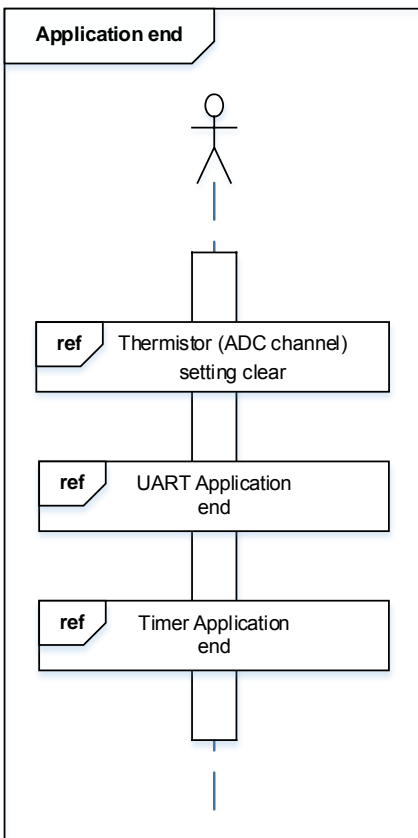 Application end
ref
Thermistor (ADC channel)
setting clear
ref
UART Application
end
ref
Timer Application
end